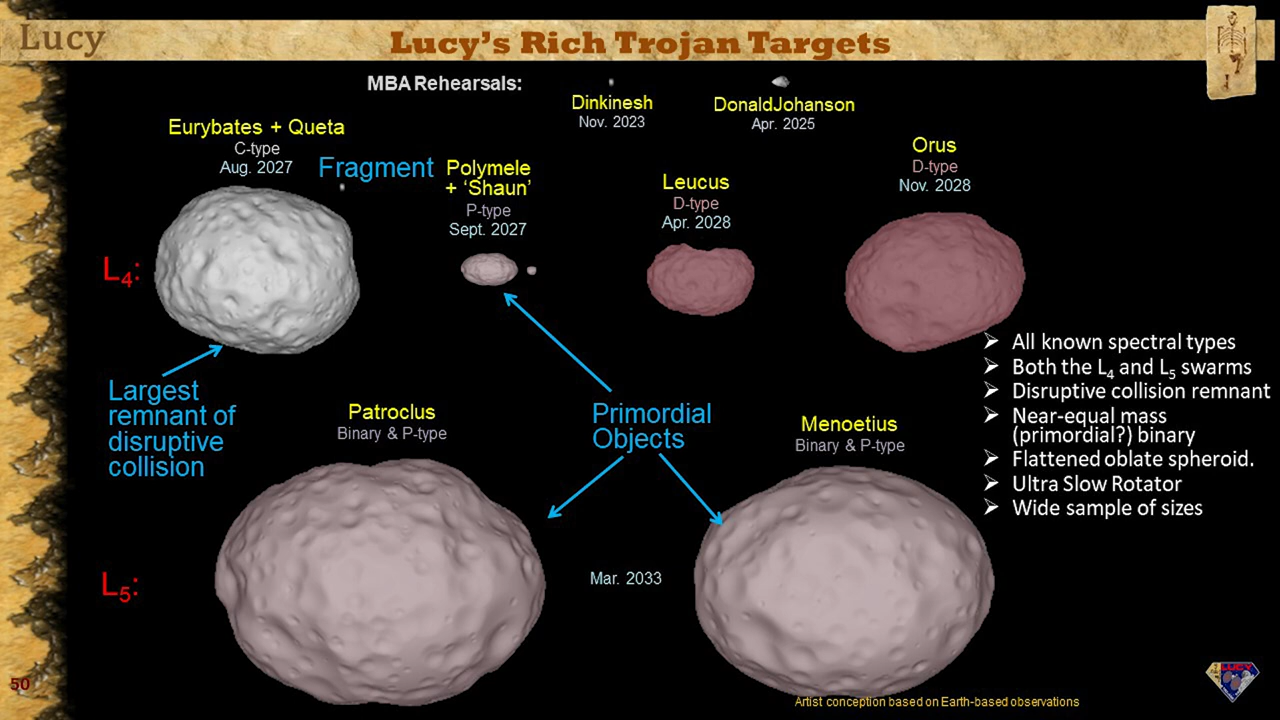 Lucy
Lucy's Rich Trojan Targets
MBA Rehearsals:
Dinkinesh
Nov. 2023
DonaldJohanson
Apr. 2025
Eurybates + Queta
C-type
Aug. 2027
Fragment
Polymele
+ ‘Shaun’
P-type
Sept. 2027
Leucus
D-type
Apr. 2028
Orus
D-type
Nov. 2028
L4:
Largest
remnant of
disruptive
collision
Primordial
Objects
➢ All known spectral types
➢ Both the L4 and L5 swarms
➢ Disruptive collision remnant
➢ Near-equal mass
(primordial?) binary
➢ Flattened oblate spheroid.
➢ Ultra Slow Rotator
➢ Wide sample of sizes
Patroclus
Binary & P-type
Menoetius
Binary & P-type
L5:
Mar. 2033
50
Artist conception based on Earth-based observations
LUCY